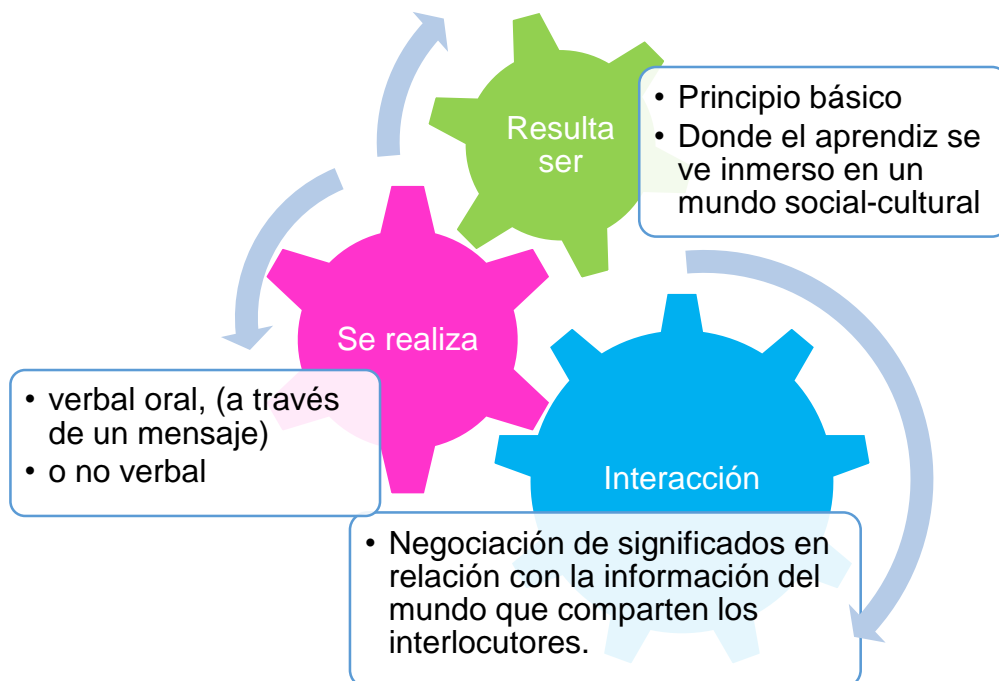 Resulta
ser
• Principio básico
• Donde el aprendiz se
ve inmerso en un
mundo social-cultural
Se realiza
• verbal oral, (a través
de un mensaje)
• o no verbal
Interacción
• Negociación de significados en
relación con la información del
mundo que comparten los
interlocutores.